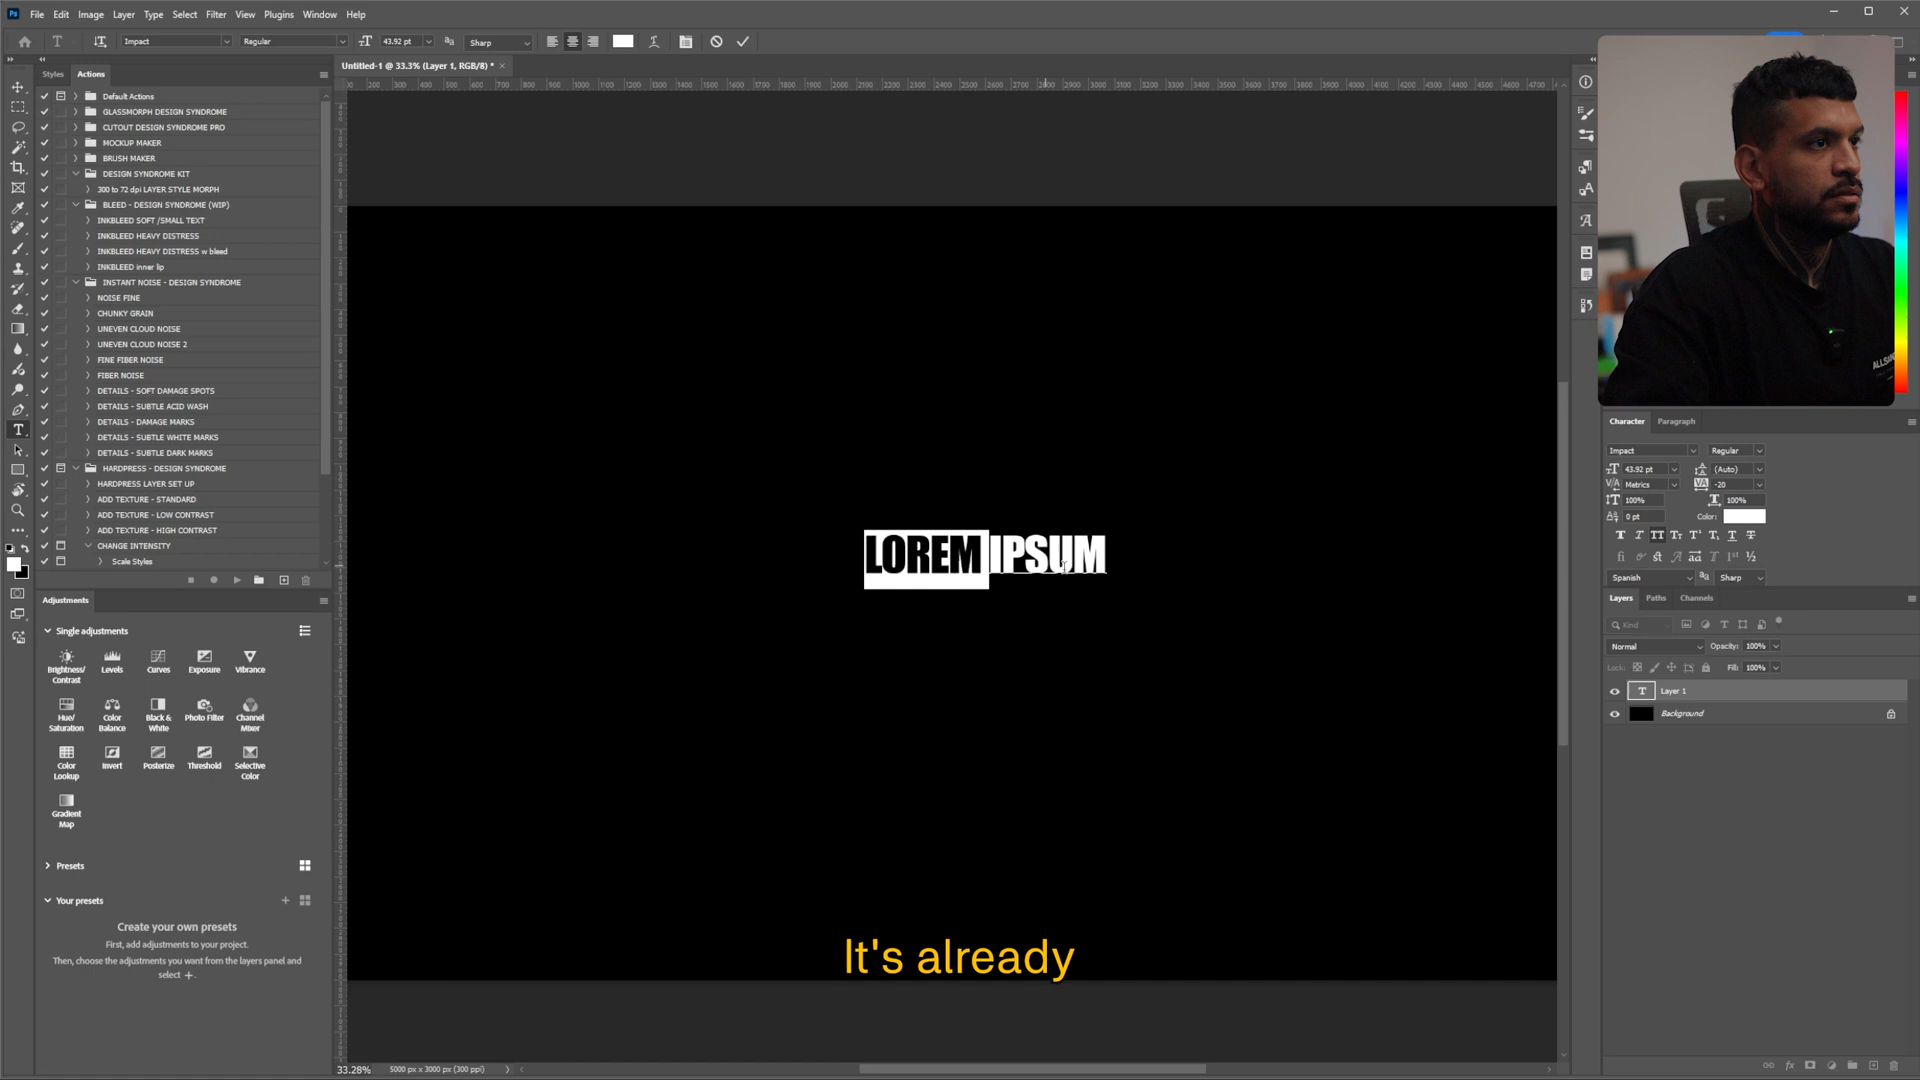 Ps File Edit Image Layer Type Select Filter View Plugins Window Help
Impact Regular 43.92 pt Sharp
Styles Actions
Untitled-1 @ 33.3% (Layer 1, RGB/8) *
Default Actions
GLASSMORPH DESIGN SYNDROME
CUTOUT DESIGN SYNDROME PRO
MOCKUP MAKER
BRUSH MAKER
DESIGN SYNDROME KIT
300 to 72 dpi LAYER STYLE MORPH
BLEED - DESIGN SYNDROME (WIP)
INKBLEED SOFT /SMALL TEXT
INKBLEED HEAVY DISTRESS
INKBLEED HEAVY DISTRESS w bleed
INKBLEED inner lip
INSTANT NOISE - DESIGN SYNDROME
NOISE FINE
CHUNKY GRAIN
UNEVEN CLOUD NOISE
UNEVEN CLOUD NOISE 2
FINE FIBER NOISE
FIBER NOISE
DETAILS - SOFT DAMAGE SPOTS
DETAILS - SUBTLE ACID WASH
DETAILS - DAMAGE MARKS
DETAILS - SUBTLE WHITE MARKS
DETAILS - SUBTLE DARK MARKS
HARDPRESS - DESIGN SYNDROME
HARDPRESS LAYER SET UP
ADD TEXTURE - STANDARD
ADD TEXTURE - LOW CONTRAST
ADD TEXTURE - HIGH CONTRAST
CHANGE INTENSITY
Scale Styles
Adjustments
Single adjustments
Brightness/ Contrast Levels Curves Exposure Vibrance
Hue/ Saturation Color Balance Black & White Photo Filter Channel Mixer
Color Lookup Invert Posterize Threshold Selective Color
Gradient Map
Presets
Your presets
Create your own presets
First, add adjustments to your project.
Then, choose the adjustments you want from the layers panel and
select +.
LOREM IPSUM
It's already
33.28% 5000 px x 3000 px (300 ppi)
Character Paragraph
Impact Regular
43.92 pt (Auto)
Metrics -20
100% 100%
0 pt Color:
Spanish Sharp
Layers Paths Channels
Kind
Normal Opacity: 100%
Lock: Fill: 100%
Layer 1
Background